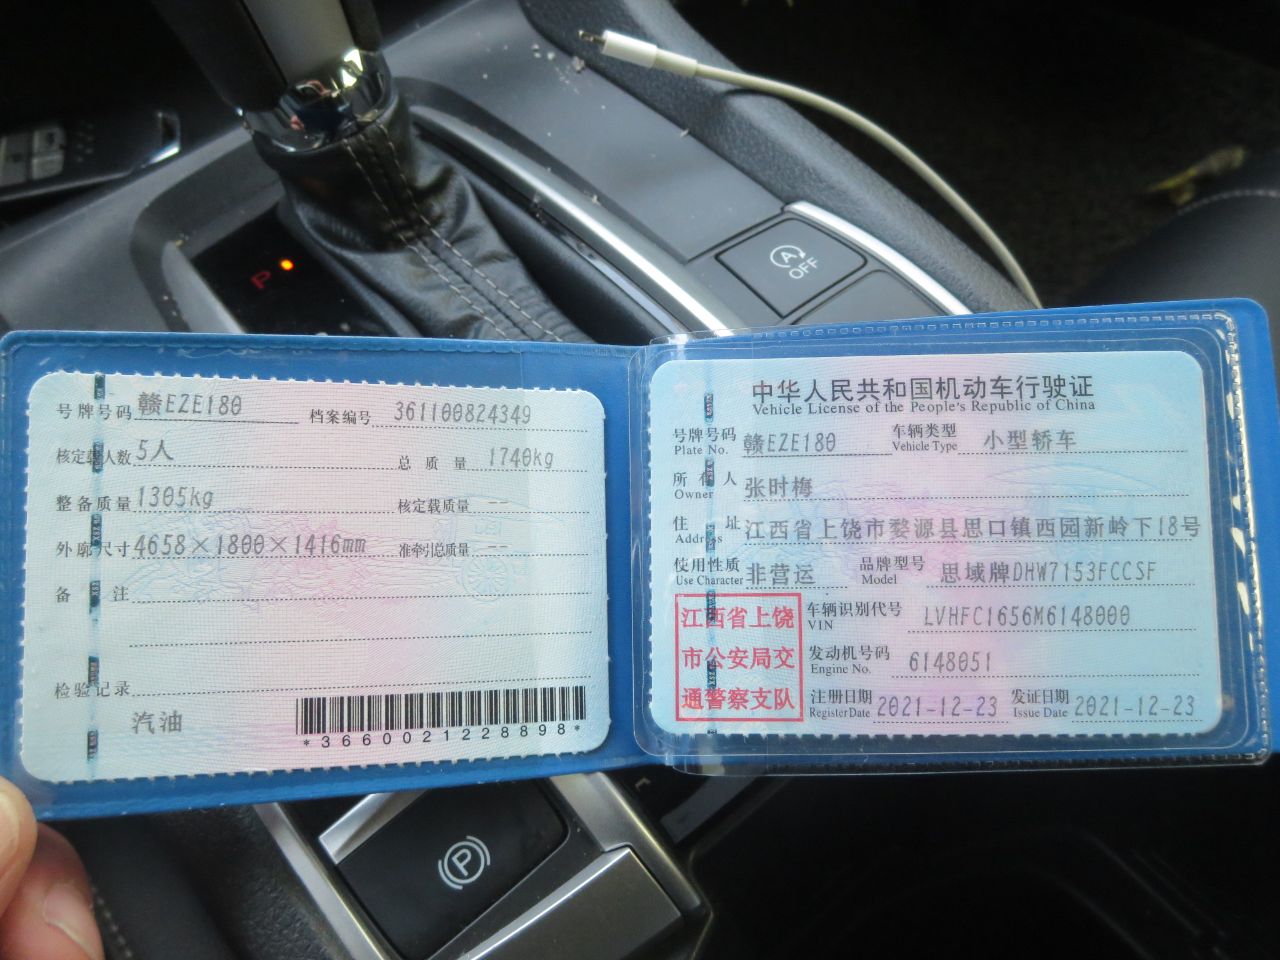 P
A
OFF
号牌号码 赣EZE180 档案编号 361100824349
核定载人数 5人 总质量 1740kg
整备质量 1305kg 核定载质量 --
外廓尺寸 4658×1800×1416mm 准牵引总质量 --
备注
检验记录
汽油
*3660021228898*
中华人民共和国机动车行驶证
Vehicle License of the People's Republic of China
号牌号码 赣EZE180 车辆类型 小型轿车
Plate No. Vehicle Type
所有人 张时梅
Owner
住址 江西省上饶市婺源县思口镇西园新岭下18号
Address
使用性质 非营运 品牌型号 思域牌DHW7153FCCSF
Use Character Model
江西省上饶
市公安局交
通警察支队
车辆识别代号 LVHFC1656M6148000
VIN
发动机号码 6148051
Engine No.
注册日期 2021-12-23 发证日期 2021-12-23
Register Date Issue Date
P